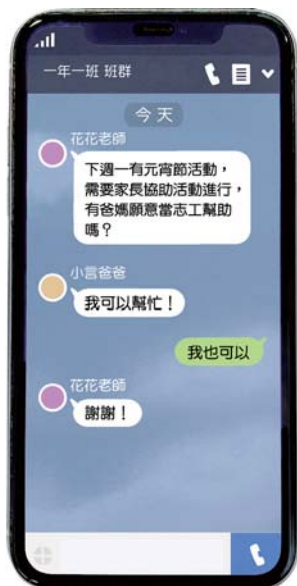 一年一班 班群
今天
花花老師
下週一有元宵節活動，
需要家長協助活動進行，
有爸媽願意當志工幫助
嗎？
小言爸爸
我可以幫忙！
我也可以
花花老師
謝謝！